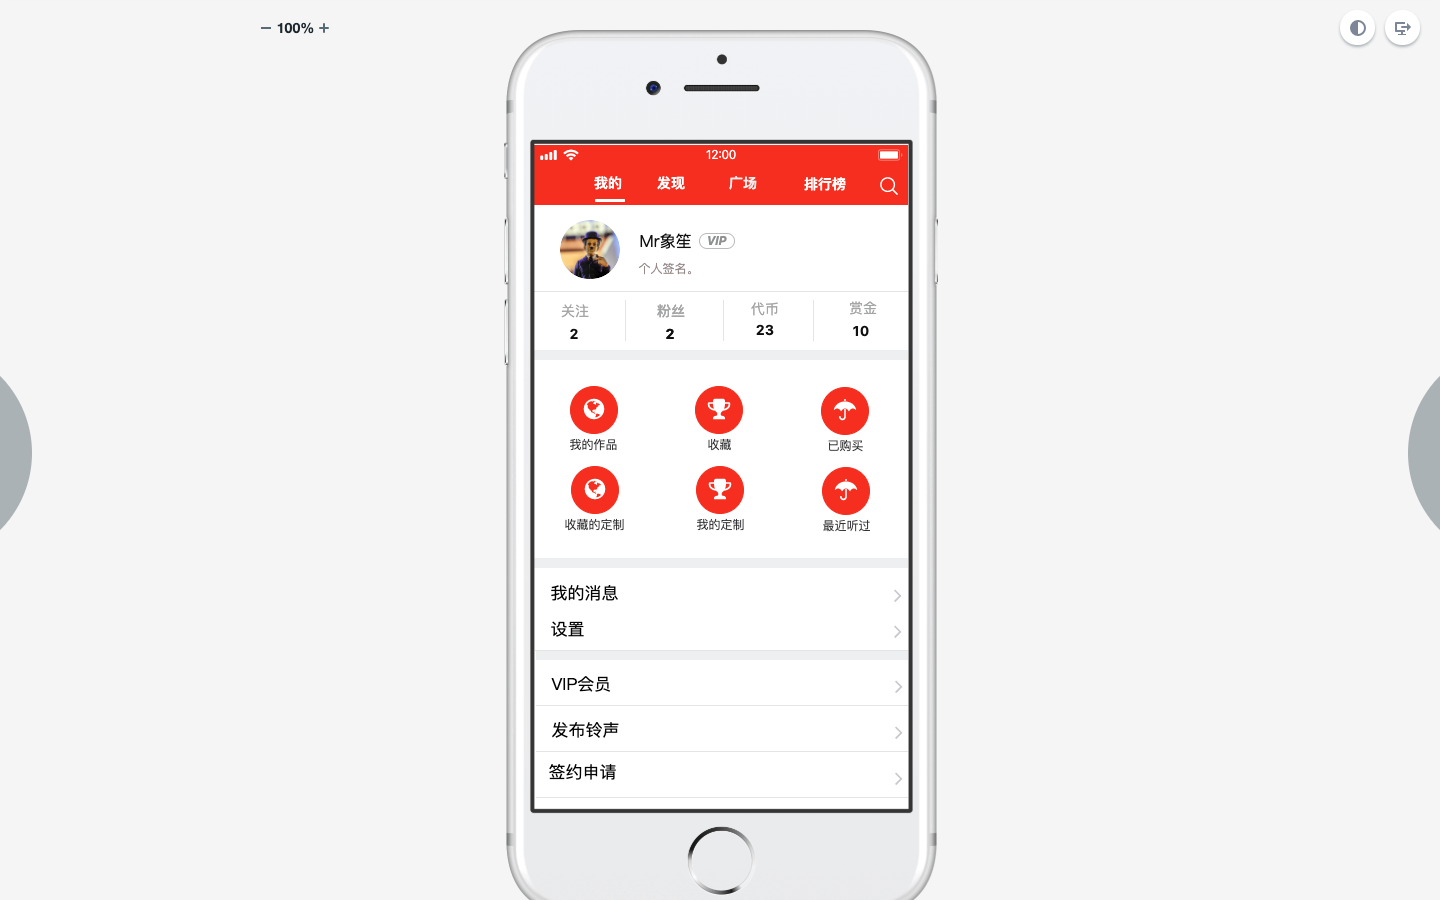 − 100% +
12:00
我的 发现 广场 排行榜
Mr象笙 VIP
个人签名。
关注 粉丝 代币 赏金
2 2 23 10
我的作品 收藏 已购买
收藏的定制 我的定制 最近听过
我的消息
设置
VIP会员
发布铃声
签约申请